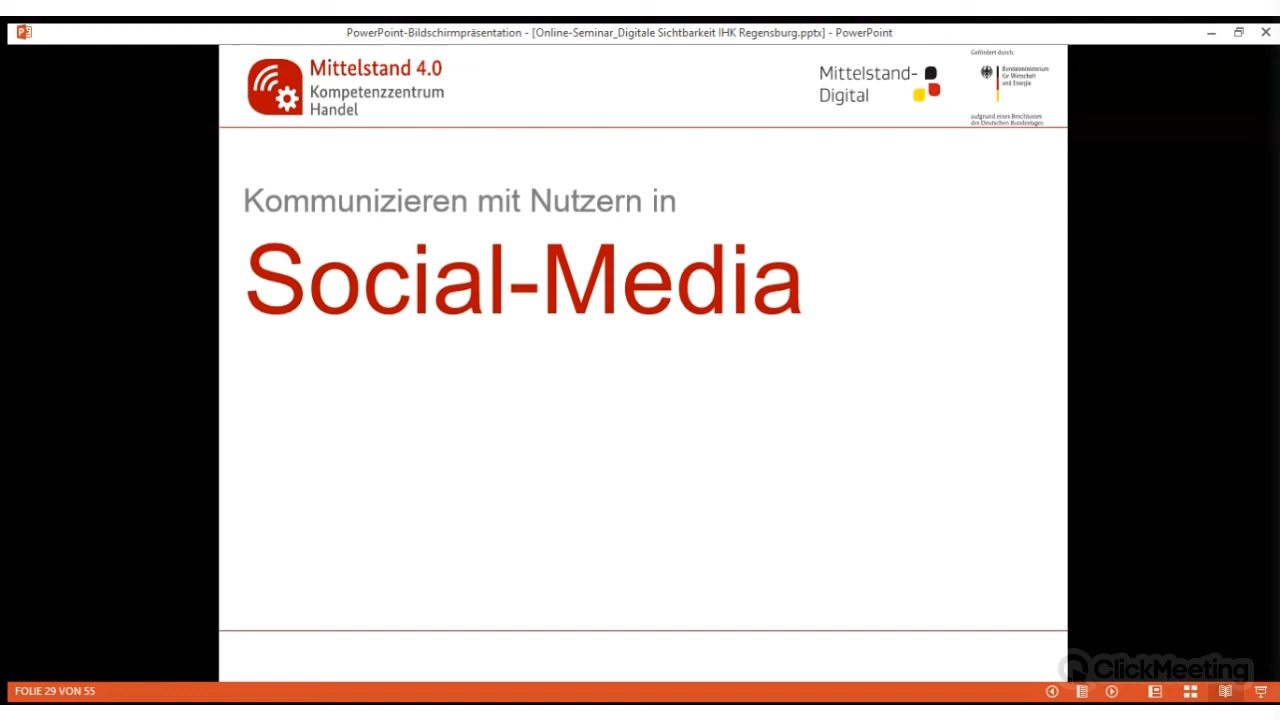 PowerPoint-Bildschirmpräsentation - [Online-Seminar_Digitale Sichtbarkeit IHK Regensburg.pptx] - PowerPoint
Mittelstand 4.0
Kompetenzzentrum
Handel
Mittelstand-
Digital
Gefördert durch:
Bundesministerium
für Wirtschaft
und Energie
aufgrund eines Beschlusses
des Deutschen Bundestages
Kommunizieren mit Nutzern in
Social-Media
ClickMeeting
FOLIE 29 VON 55